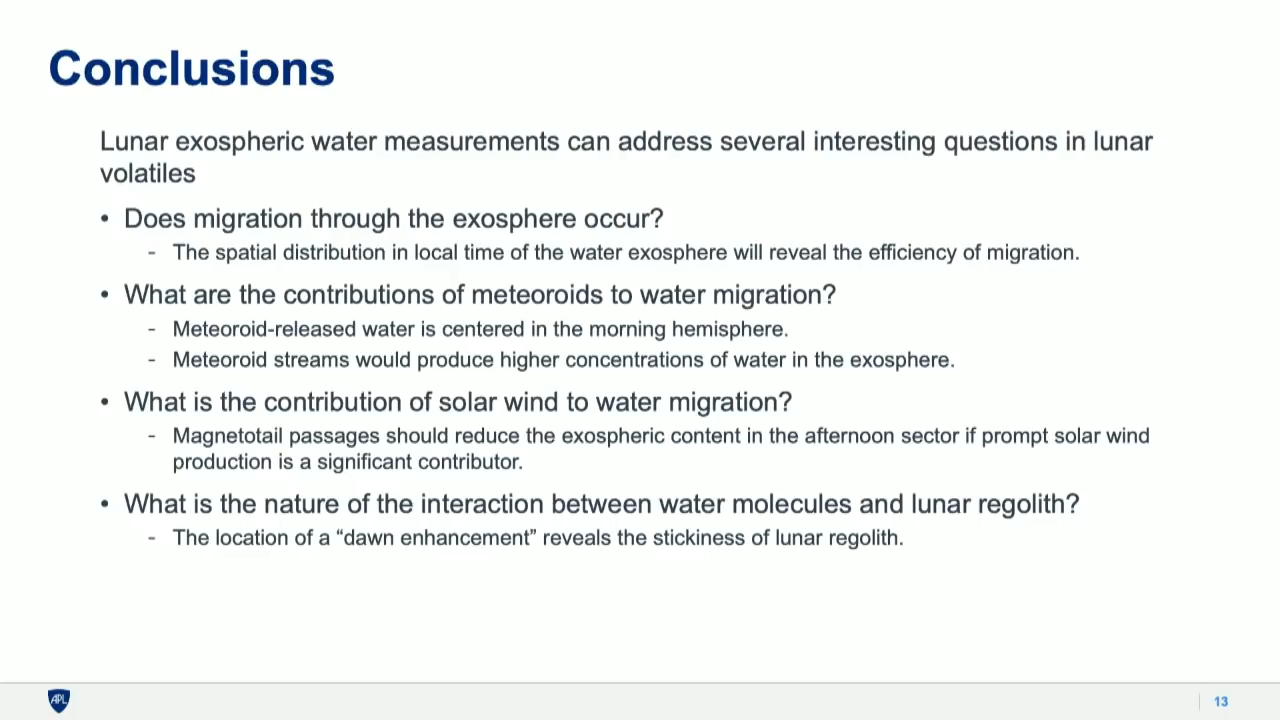 Conclusions
Lunar exospheric water measurements can address several interesting questions in lunar
volatiles
• Does migration through the exosphere occur?
- The spatial distribution in local time of the water exosphere will reveal the efficiency of migration.
• What are the contributions of meteoroids to water migration?
- Meteoroid-released water is centered in the morning hemisphere.
- Meteoroid streams would produce higher concentrations of water in the exosphere.
• What is the contribution of solar wind to water migration?
- Magnetotail passages should reduce the exospheric content in the afternoon sector if prompt solar wind
production is a significant contributor.
• What is the nature of the interaction between water molecules and lunar regolith?
- The location of a “dawn enhancement” reveals the stickiness of lunar regolith.
APL
13